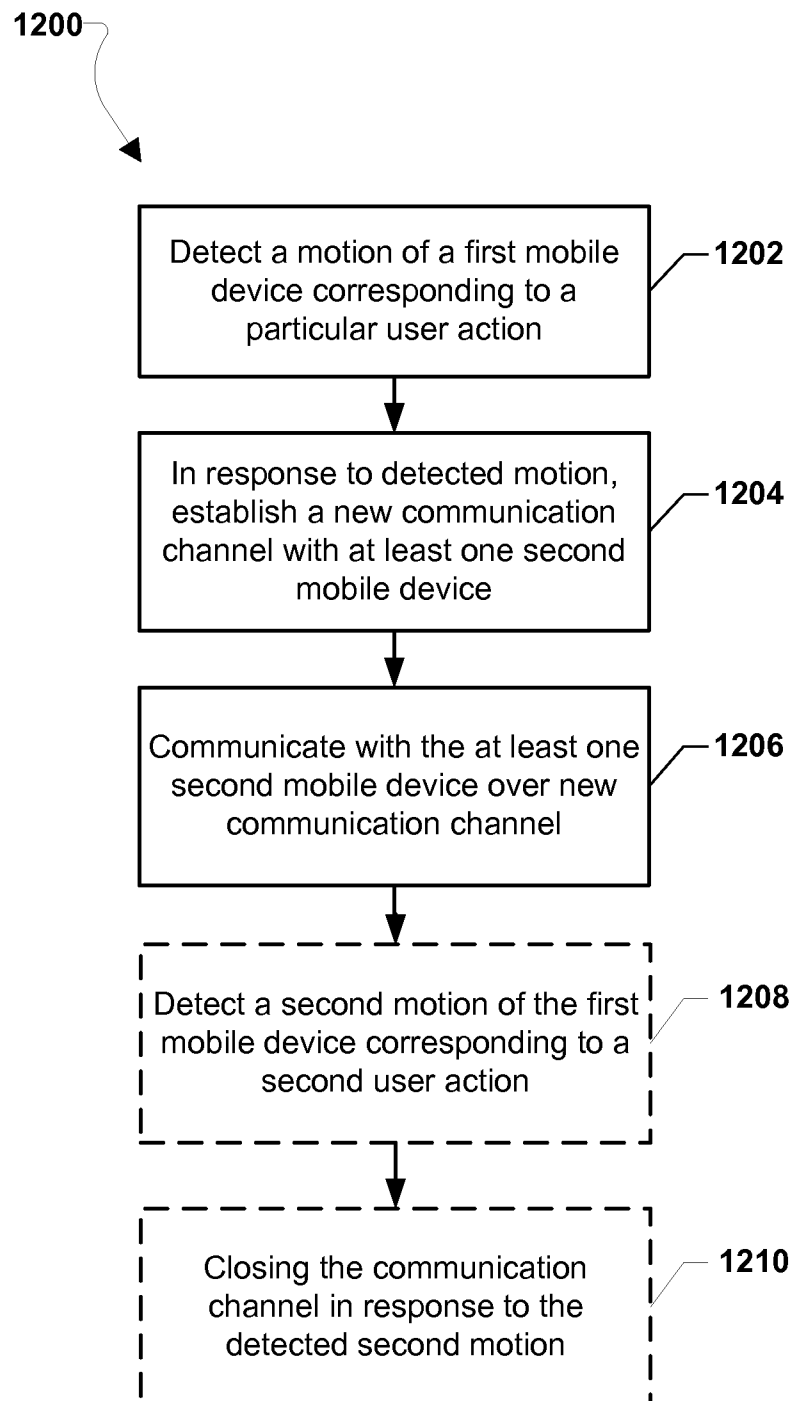 1200
Detect a motion of a first mobile
device corresponding to a
particular user action
1202
In response to detected motion,
establish a new communication
channel with at least one second
mobile device
1204
Communicate with the at least one
second mobile device over new
communication channel
1206
Detect a second motion of the first
mobile device corresponding to a
second user action
1208
Closing the communication
channel in response to the
detected second motion
1210